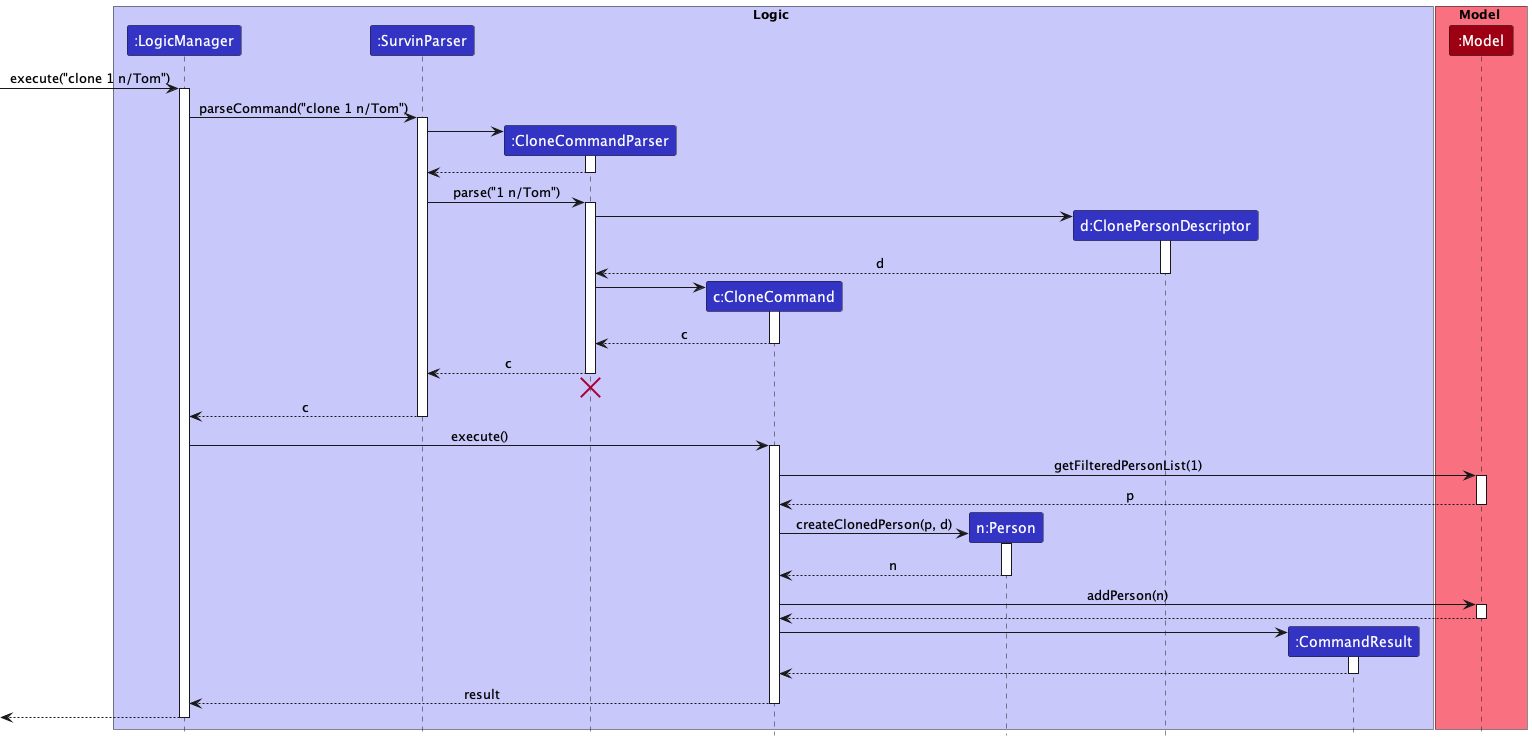 Logic
Model
:LogicManager
:SurvinParser
:Model
execute("clone 1 n/Tom")
parseCommand("clone 1 n/Tom")
:CloneCommandParser
parse("1 n/Tom")
d:ClonePersonDescriptor
d
c:CloneCommand
c
c
c
execute()
getFilteredPersonList(1)
p
createClonedPerson(p, d)
n:Person
n
addPerson(n)
:CommandResult
result